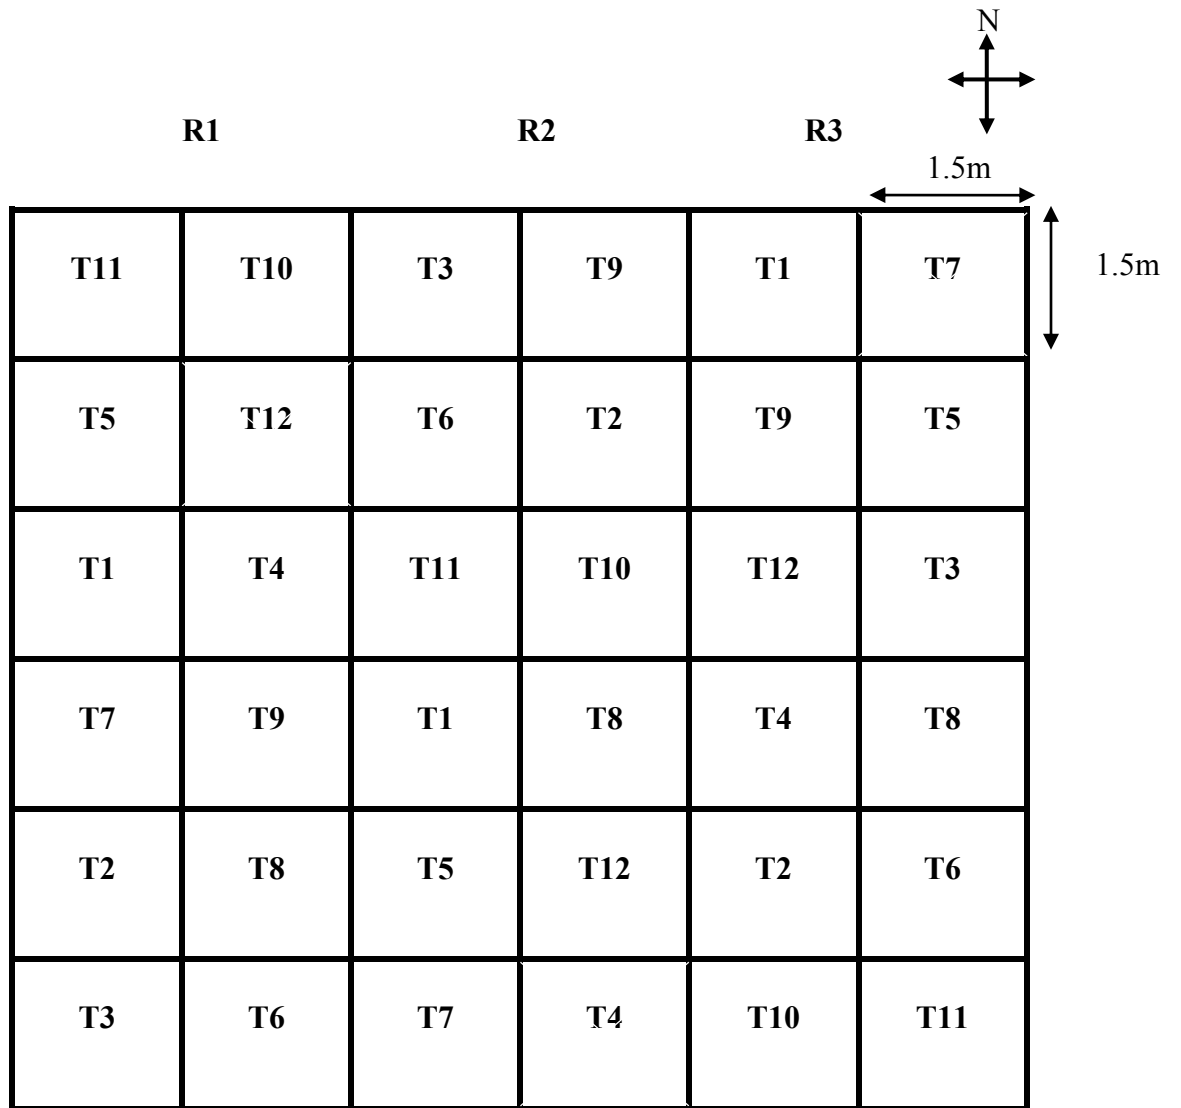 N
R1 R2 R3
1.5m
T11 T10 T3 T9 T1 T7 1.5m
T5 T12 T6 T2 T9 T5
T1 T4 T11 T10 T12 T3
T7 T9 T1 T8 T4 T8
T2 T8 T5 T12 T2 T6
T3 T6 T7 T4 T10 T11